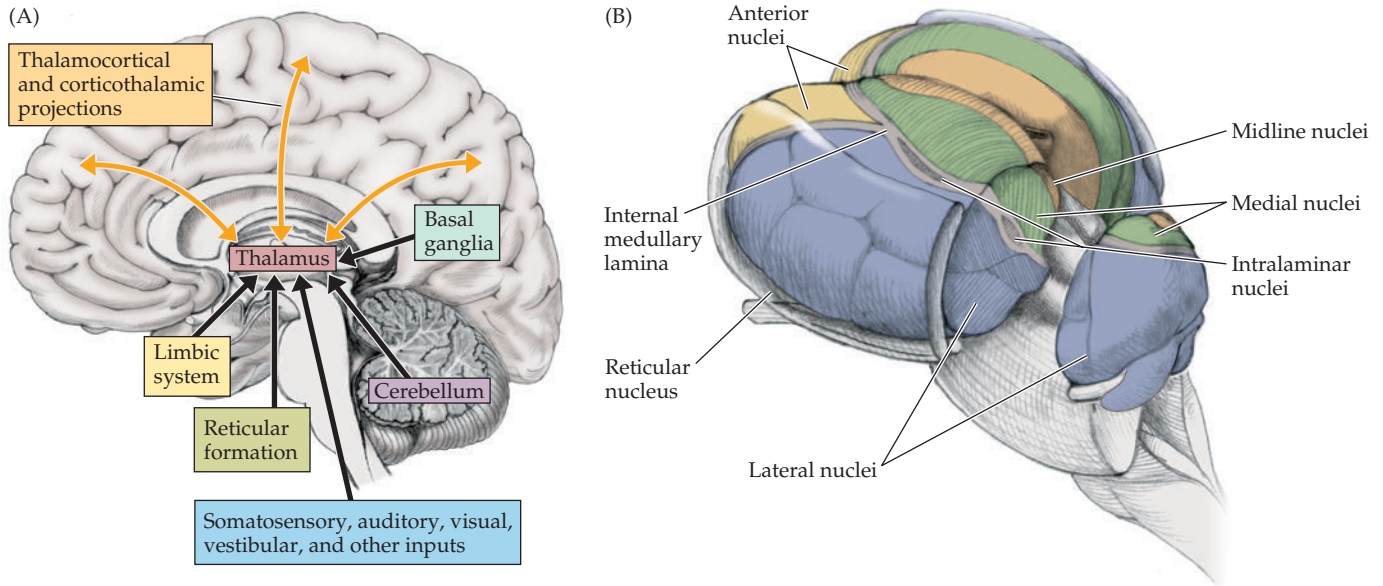 (A)
Thalamocortical
and corticothalamic
projections
Basal
ganglia
Thalamus
Limbic
system
Cerebellum
Reticular
formation
Somatosensory, auditory, visual,
vestibular, and other inputs
(B)
Anterior
nuclei
Midline nuclei
Medial nuclei
Internal
medullary
lamina
Intralaminar
nuclei
Reticular
nucleus
Lateral nuclei